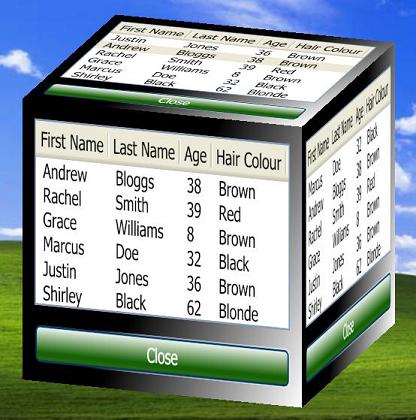 First Name Last Name Age Hair Colour
Justin Jones 36 Brown
Andrew Bloggs 38 Brown
Rachel Smith 39 Red
Grace Williams 8 Brown
Marcus Doe 32 Black
Shirley Black 62 Blonde
Close
First Name Last Name Age Hair Colour
Andrew Bloggs 38 Brown
Rachel Smith 39 Red
Grace Williams 8 Brown
Marcus Doe 32 Black
Justin Jones 36 Brown
Shirley Black 62 Blonde
Close
First Name Last Name Age Hair Colour
Marcus Doe 32 Black
Andrew Bloggs 38 Brown
Rachel Smith 39 Red
Grace Williams 8 Brown
Justin Jones 36 Brown
Shirley Black 62 Blonde
Close